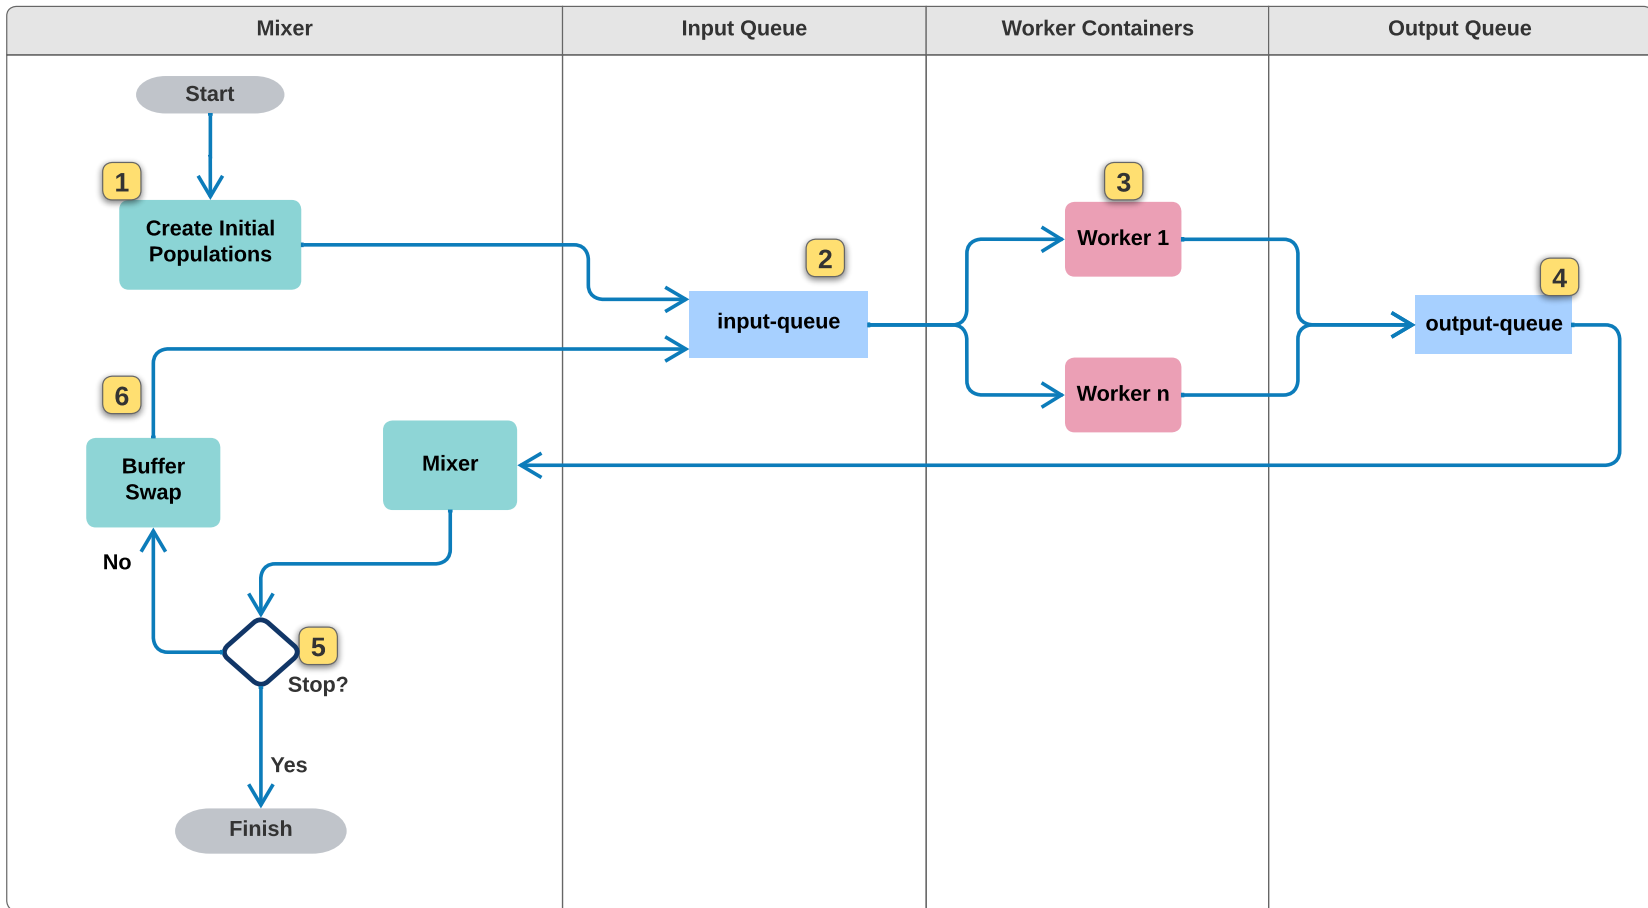 Mixer
Input Queue
Worker Containers
Output Queue
Start
1
Create Initial
Populations
2
input-queue
3
Worker 1
Worker n
4
output-queue
6
Buffer
Swap
Mixer
No
5
Stop?
Yes
Finish